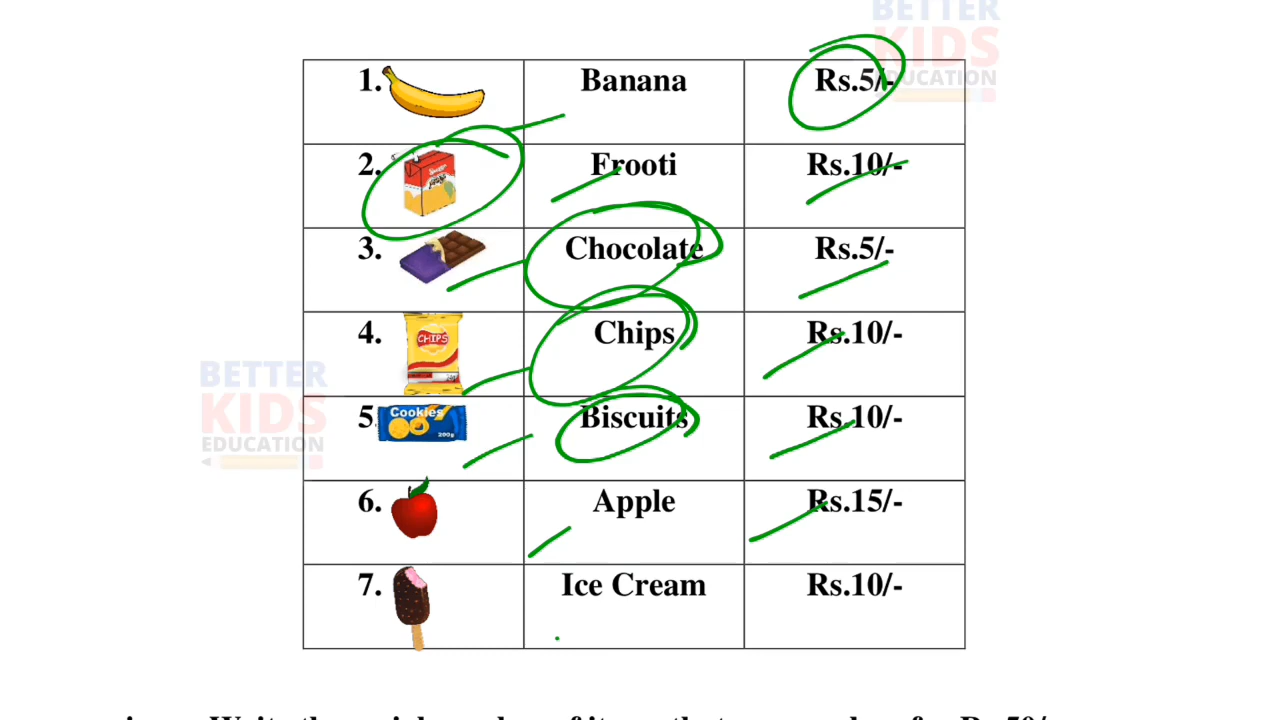 BETTER
KIDS
EDUCATION
1. Banana Rs.5/-
2. Frooti Rs.10/-
3. Chocolate Rs.5/-
4. CHIPS Chips Rs.10/-
5. Cookies 200g Biscuits Rs.10/-
BETTER
KIDS
EDUCATION
6. Apple Rs.15/-
7. Ice Cream Rs.10/-